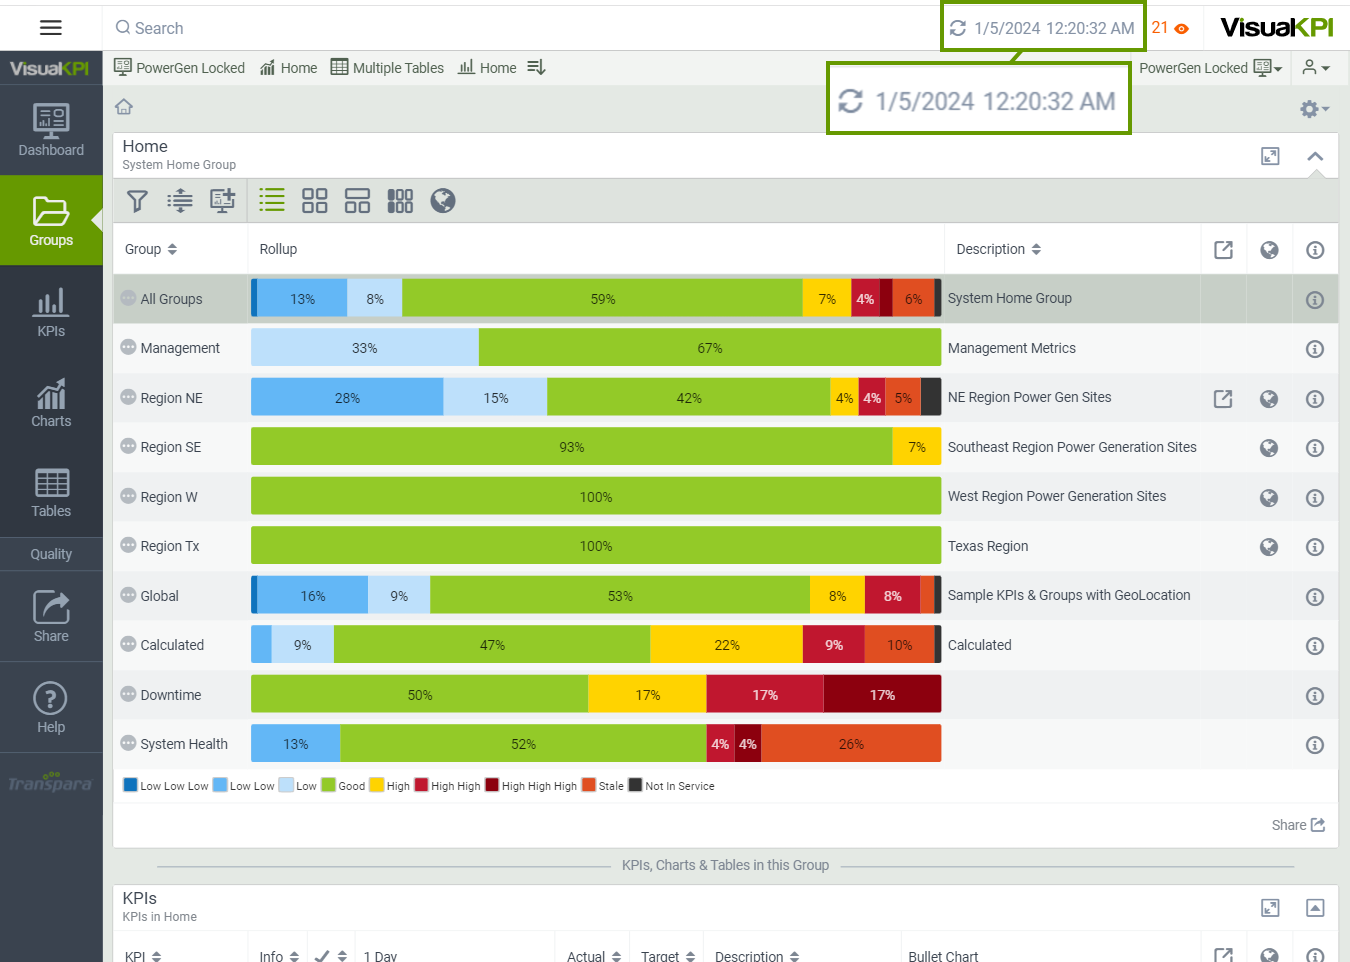 Search
1/5/2024 12:20:32 AM
21
VisualKPI
VisualKPI
PowerGen Locked
Home
Multiple Tables
Home
PowerGen Locked
1/5/2024 12:20:32 AM
Dashboard
Groups
KPIs
Charts
Tables
Quality
Share
Help
Transpara
Home
System Home Group
Group Rollup Description
All Groups 13% 8% 59% 7% 4% 6% System Home Group
Management 33% 67% Management Metrics
Region NE 28% 15% 42% 4% 4% 5% NE Region Power Gen Sites
Region SE 93% 7% Southeast Region Power Generation Sites
Region W 100% West Region Power Generation Sites
Region Tx 100% Texas Region
Global 16% 9% 53% 8% 8% Sample KPIs & Groups with GeoLocation
Calculated 9% 47% 22% 9% 10% Calculated
Downtime 50% 17% 17% 17%
System Health 13% 52% 4% 4% 26%
Low Low Low Low Low Low Good High High High High High High Stale Not In Service
Share
KPIs, Charts & Tables in this Group
KPIs
KPIs in Home
KPI Info 1 Day Actual Target Description Bullet Chart